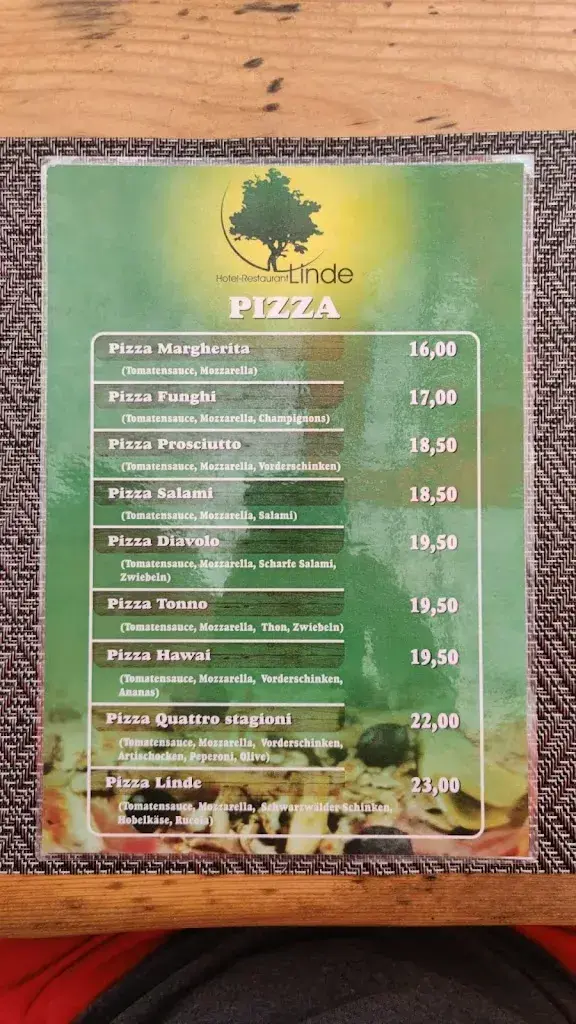 Hotel-Restaurant Linde
PIZZA
Pizza Margherita 16,00
(Tomatensauce, Mozzarella)
Pizza Funghi 17,00
(Tomatensauce, Mozzarella, Champignons)
Pizza Prosciutto 18,50
(Tomatensauce, Mozzarella, Vorderschinken)
Pizza Salami 18,50
(Tomatensauce, Mozzarella, Salami)
Pizza Diavolo 19,50
(Tomatensauce, Mozzarella, Scharfe Salami,
Zwiebeln)
Pizza Tonno 19,50
(Tomatensauce, Mozzarella, Thon, Zwiebeln)
Pizza Hawai 19,50
(Tomatensauce, Mozzarella, Vorderschinken,
Ananas)
Pizza Quattro stagioni 22,00
(Tomatensauce, Mozzarella, Vorderschinken,
Artischocken, Peperoni, Olive)
Pizza Linde 23,00
(Tomatensauce, Mozzarella, Schwarzwälder Schinken,
Hobelkäse, Ruccia)